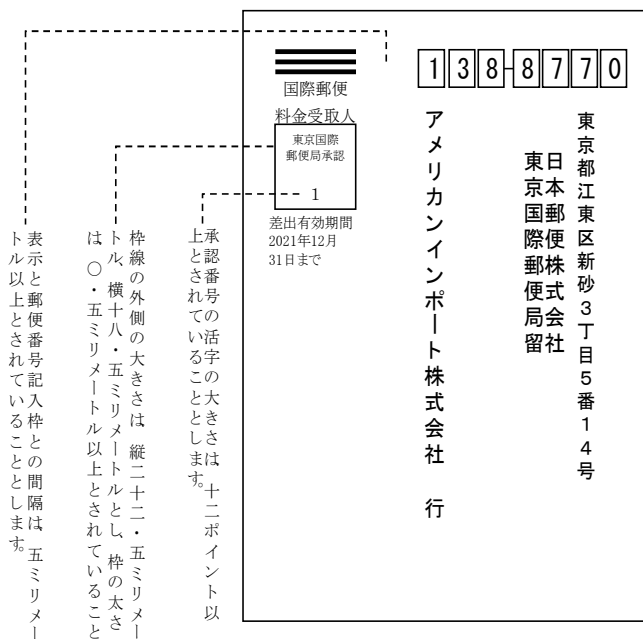 138-8770
東京都江東区新砂3丁目5番14号
日本郵便株式会社
東京国際郵便局留
アメリカンインポート株式会社 行
国際郵便
料金受取人
東京国際
郵便局承認
1
差出有効期間
2021年12月
31日まで
承認番号の活字の大きさは、十二ポイント以
上とされていることとします。
枠線の外側の大きさは、縦二十二・五ミリメー
トル、横十八・五ミリメートルとし、枠の太さ
は、〇・五ミリメートル以上とされていること
表示と郵便番号記入枠との間隔は、五ミリメー
トル以上とされていることとします。